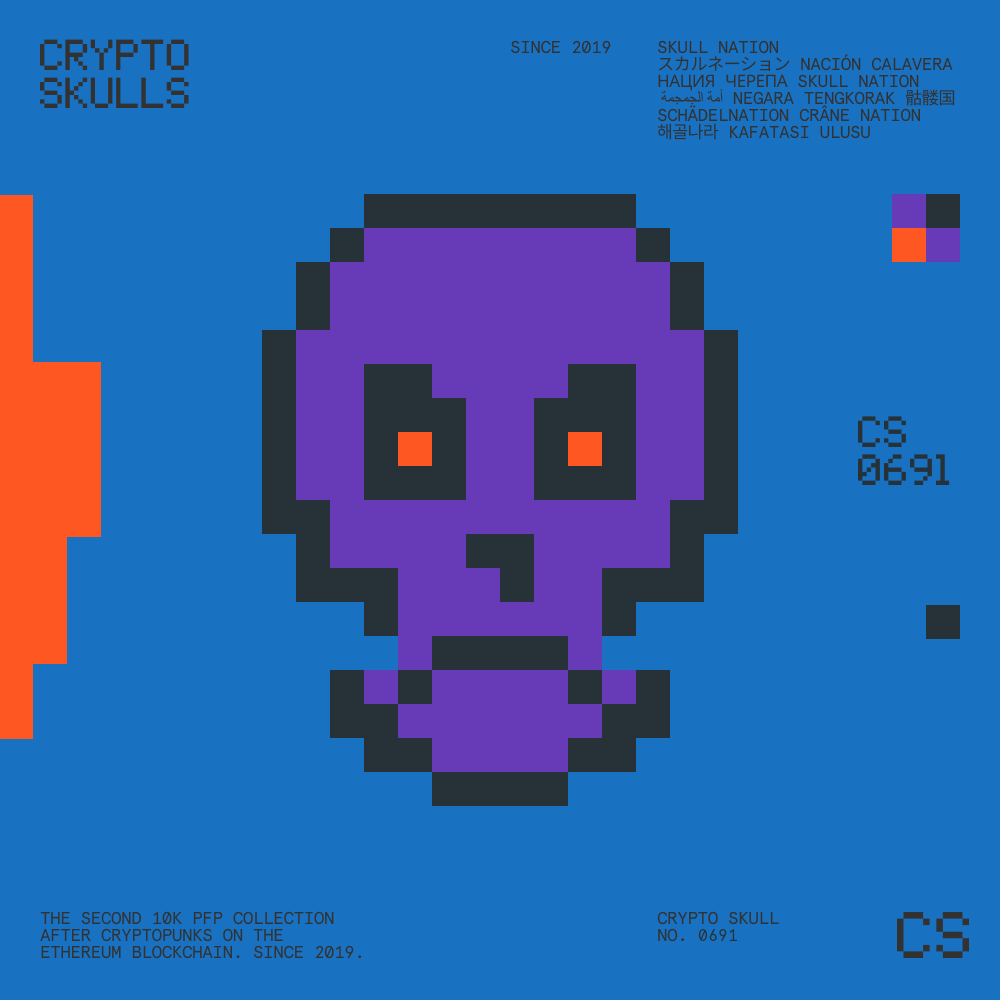 CRYPTO
SKULLS
SINCE 2019
SKULL NATION
スカルネーション NACIÓN CALAVERA
НАЦИЯ ЧЕРЕПА SKULL NATION
أمة الجمجمة NEGARA TENGKORAK 骷髅国
SCHÄDELNATION CRÂNE NATION
해골나라 KAFATASI ULUSU
CS
0691
THE SECOND 10K PFP COLLECTION
AFTER CRYPTOPUNKS ON THE
ETHEREUM BLOCKCHAIN. SINCE 2019.
CRYPTO SKULL
NO. 0691
CS